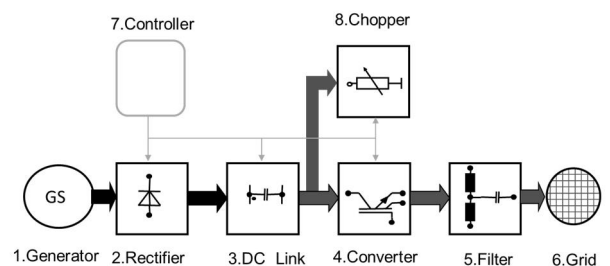 7.Controller
8.Chopper
GS
1.Generator
2.Rectifier
3.DC Link
4.Converter
5.Filter
6.Grid